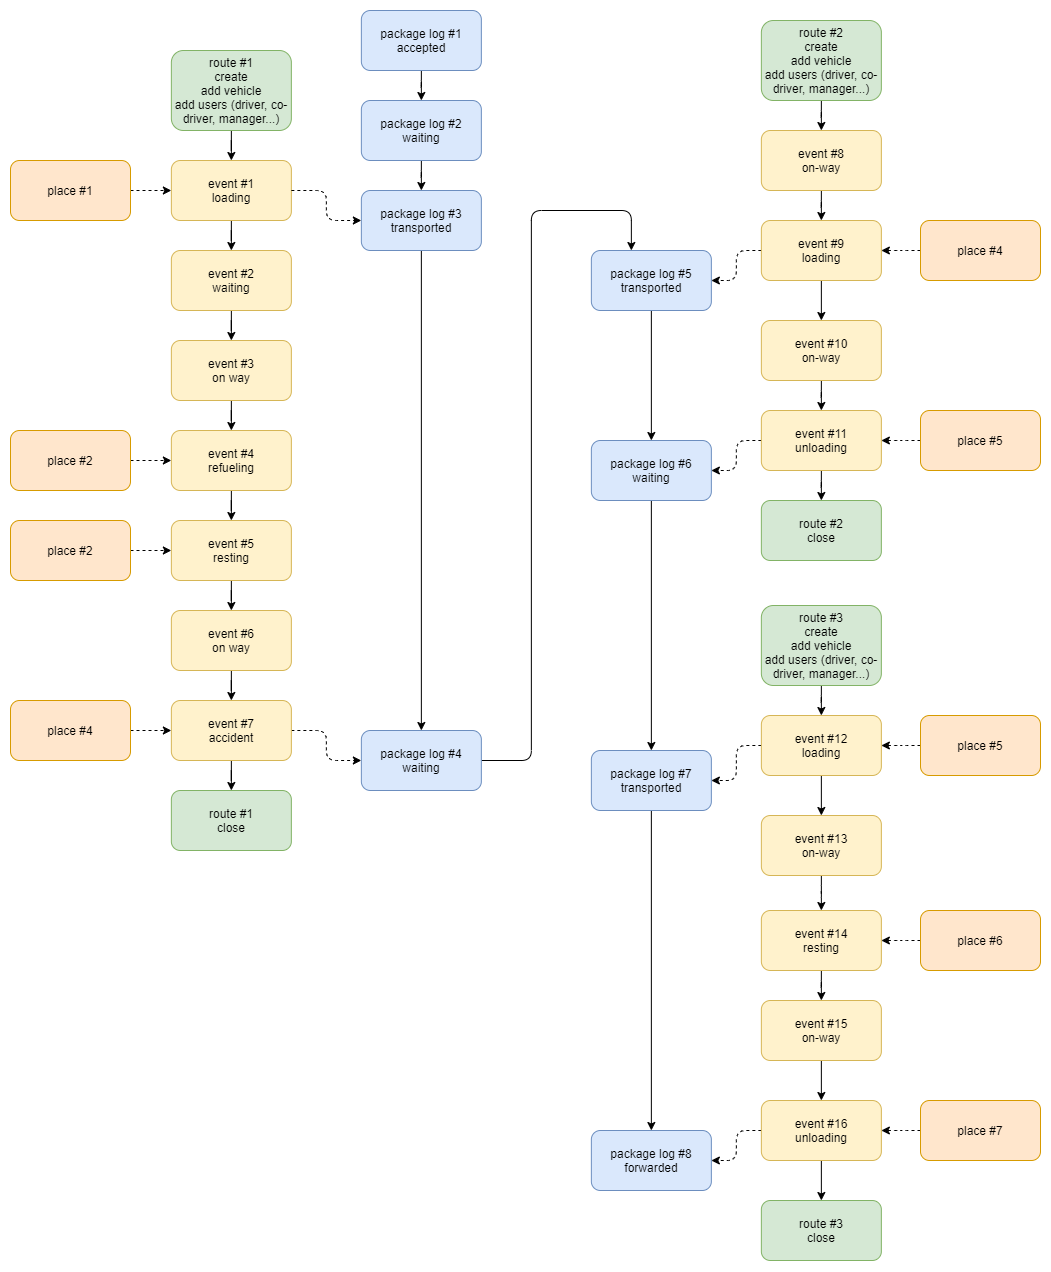 package log #1
accepted
route #1
create
add vehicle
add users (driver, co-
driver, manager...)
package log #2
waiting
place #1
event #1
loading
package log #3
transported
event #2
waiting
event #3
on way
place #2
event #4
refueling
place #2
event #5
resting
event #6
on way
place #4
event #7
accident
package log #4
waiting
route #1
close
route #2
create
add vehicle
add users (driver, co-
driver, manager...)
event #8
on-way
package log #5
transported
event #9
loading
place #4
event #10
on-way
package log #6
waiting
event #11
unloading
place #5
route #2
close
route #3
create
add vehicle
add users (driver, co-
driver, manager...)
package log #7
transported
event #12
loading
place #5
event #13
on-way
event #14
resting
place #6
event #15
on-way
package log #8
forwarded
event #16
unloading
place #7
route #3
close